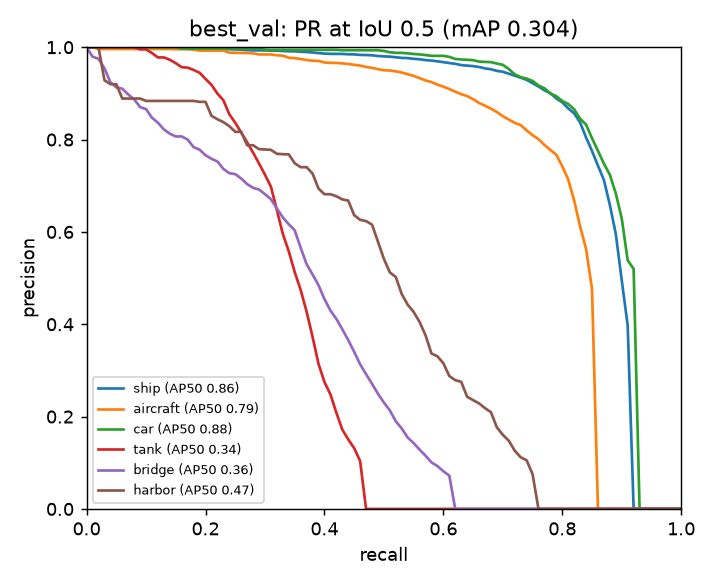 best_val: PR at IoU 0.5 (mAP 0.304)
precision
1.0
0.8
0.6
0.4
0.2
0.0
ship (AP50 0.86)
aircraft (AP50 0.79)
car (AP50 0.88)
tank (AP50 0.34)
bridge (AP50 0.36)
harbor (AP50 0.47)
0.0 0.2 0.4 0.6 0.8 1.0
recall